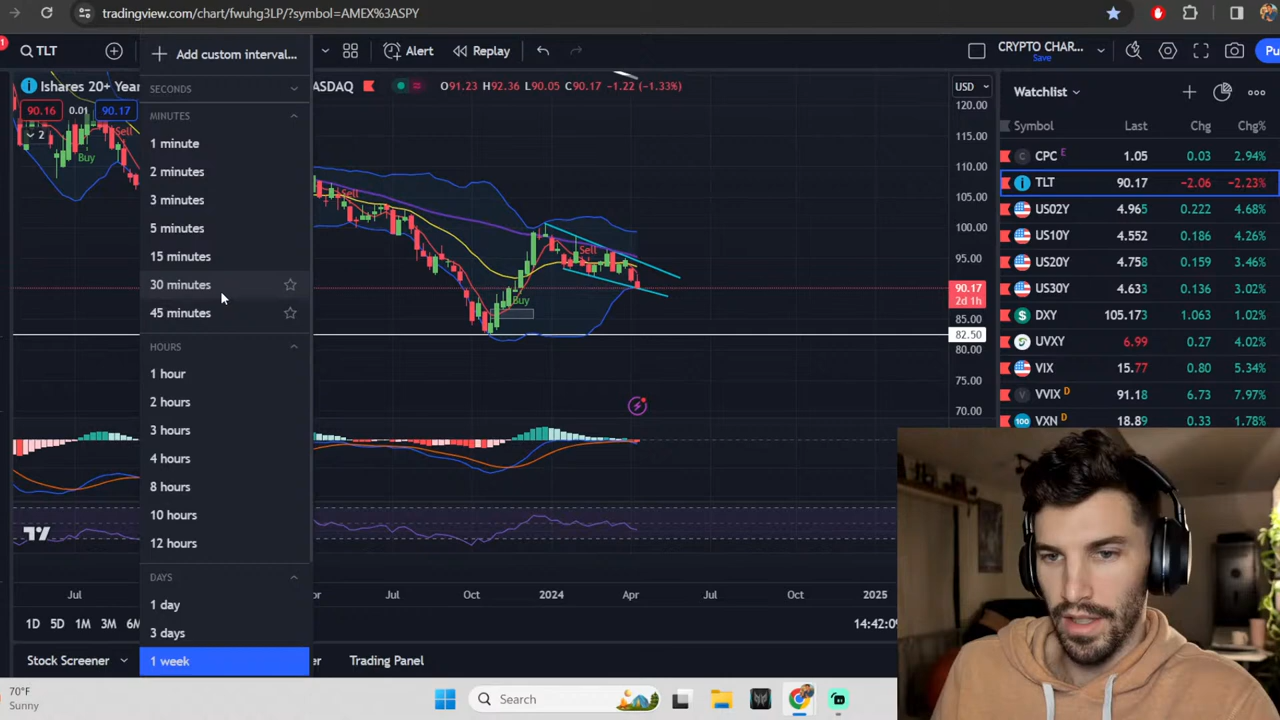 tradingview.com/chart/fwuhg3LP/?symbol=AMEX%3ASPY
TLT
Alert
Replay
CRYPTO CHAR...
Save
Pu
Ishares 20+ Year
90.16
0.01
90.17
2
Sell
Buy
Add custom interval...
SECONDS
MINUTES
1 minute
2 minutes
3 minutes
5 minutes
15 minutes
30 minutes
45 minutes
HOURS
1 hour
2 hours
3 hours
4 hours
8 hours
10 hours
12 hours
DAYS
1 day
3 days
1 week
ASDAQ
O91.23 H92.36 L90.05 C90.17 -1.22 (-1.33%)
Sell
Sell
Buy
USD
120.00
115.00
110.00
105.00
100.00
95.00
90.17
2d 1h
85.00
82.50
80.00
75.00
70.00
Jul
Jul
Oct
2024
Apr
Jul
Oct
2025
1D 5D 1M 3M 6M
14:42:09
Stock Screener
Trading Panel
Watchlist
Symbol Last Chg Chg%
CPC E 1.05 0.03 2.94%
TLT 90.17 −2.06 −2.23%
US02Y 4.965 0.222 4.68%
US10Y 4.552 0.186 4.26%
US20Y 4.758 0.159 3.46%
US30Y 4.633 0.136 3.02%
DXY 105.173 1.063 1.02%
UVXY 6.99 0.27 4.02%
VIX 15.77 0.80 5.34%
VVIX D 91.18 6.73 7.97%
100 VXN D 18.89 0.33 1.78%
70°F
Sunny
Search